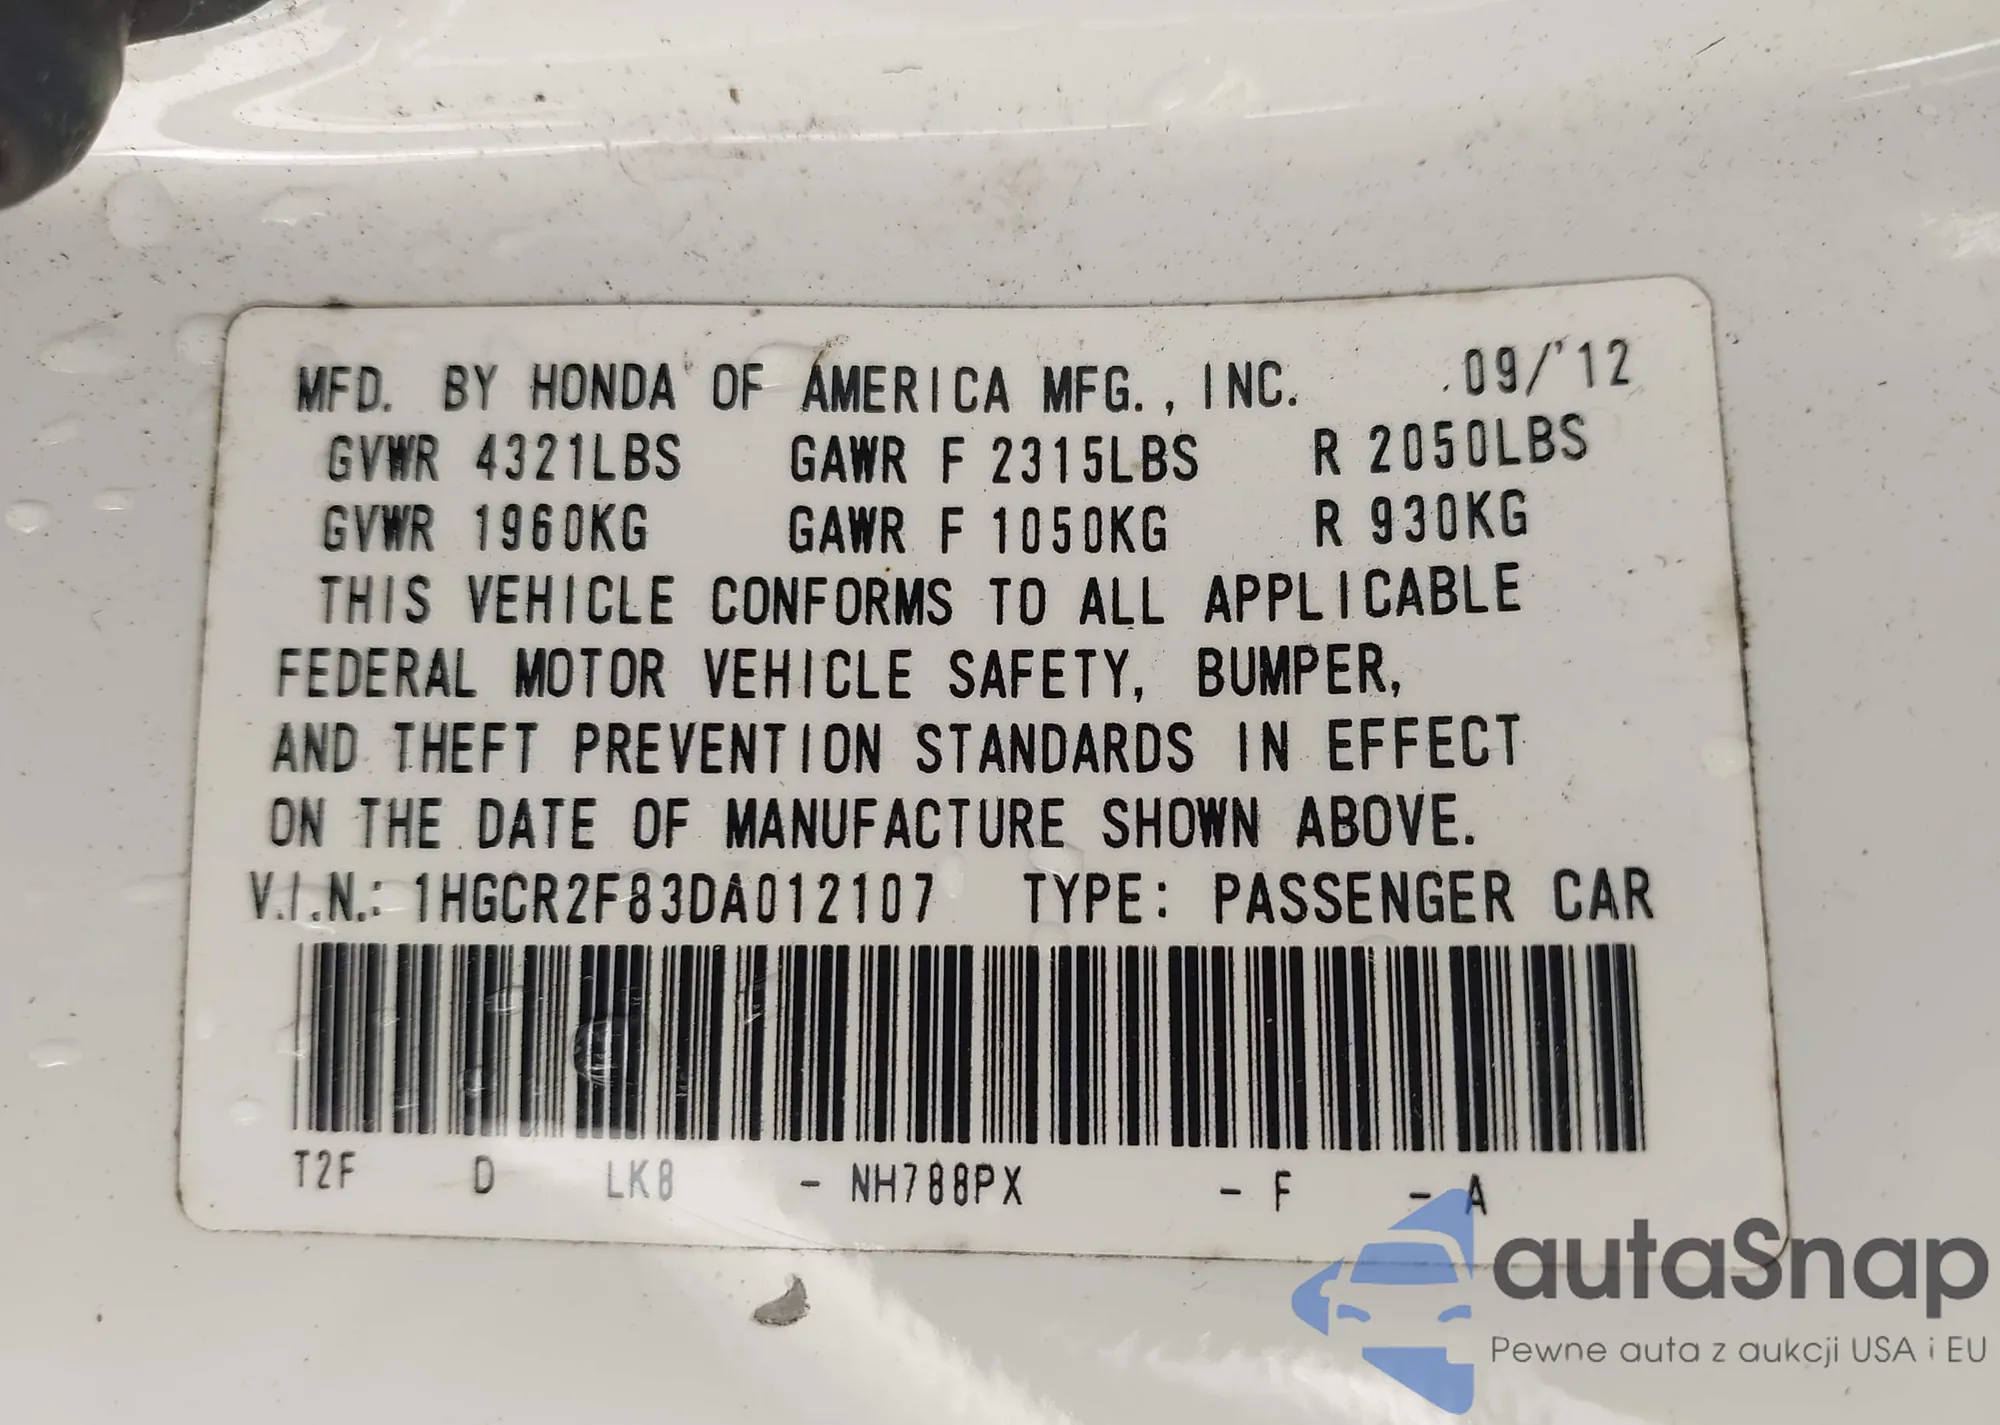 MFD. BY HONDA OF AMERICA MFG., INC. 09/'12
GVWR 4321LBS GAWR F 2315LBS R 2050LBS
GVWR 1960KG GAWR F 1050KG R 930KG
THIS VEHICLE CONFORMS TO ALL APPLICABLE
FEDERAL MOTOR VEHICLE SAFETY, BUMPER,
AND THEFT PREVENTION STANDARDS IN EFFECT
ON THE DATE OF MANUFACTURE SHOWN ABOVE.
V.I.N.: 1HGCR2F83DA012107 TYPE: PASSENGER CAR
T2F D LK8 - NH788PX - F - A
autaSnap
Pewne auta z aukcji USA i EU